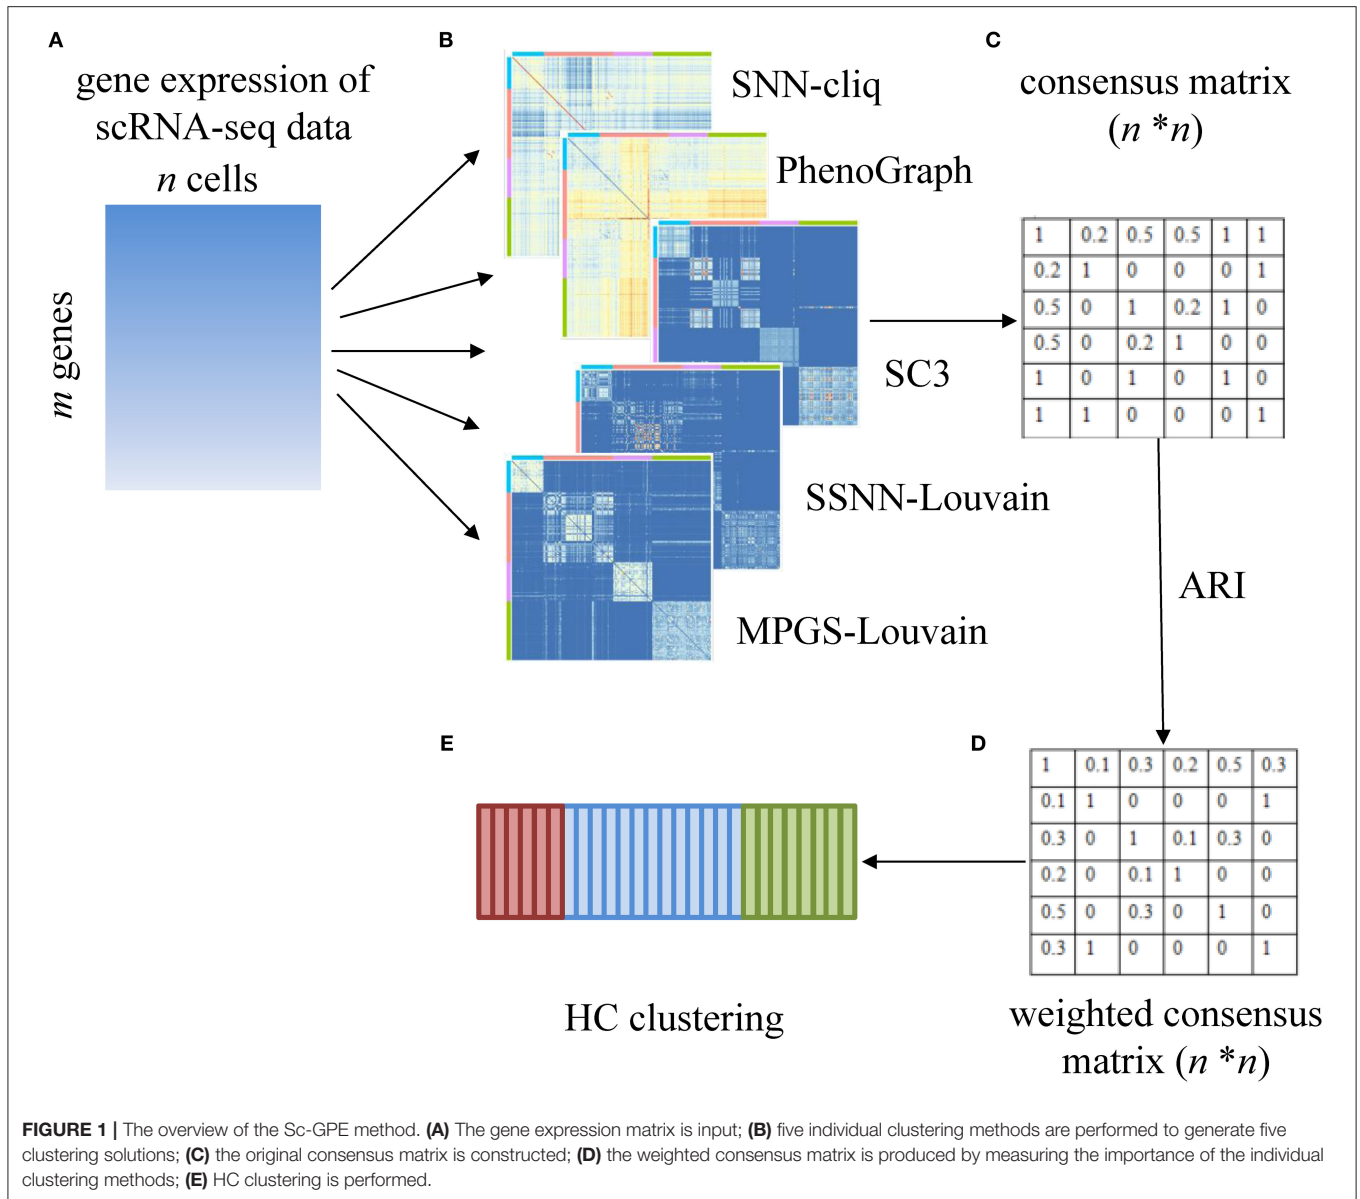 A
gene expression of
scRNA-seq data
n cells
m genes
B
SNN-cliq
PhenoGraph
SC3
SSNN-Louvain
MPGS-Louvain
C
consensus matrix
(n *n)
1 0.2 0.5 0.5 1 1
0.2 1 0 0 0 1
0.5 0 1 0.2 1 0
0.5 0 0.2 1 0 0
1 0 1 0 1 0
1 1 0 0 0 1
ARI
D
1 0.1 0.3 0.2 0.5 0.3
0.1 1 0 0 0 1
0.3 0 1 0.1 0.3 0
0.2 0 0.1 1 0 0
0.5 0 0.3 0 1 0
0.3 1 0 0 0 1
weighted consensus
matrix (n *n)
E
HC clustering
FIGURE 1 | The overview of the Sc-GPE method. (A) The gene expression matrix is input; (B) five individual clustering methods are performed to generate five
clustering solutions; (C) the original consensus matrix is constructed; (D) the weighted consensus matrix is produced by measuring the importance of the individual
clustering methods; (E) HC clustering is performed.